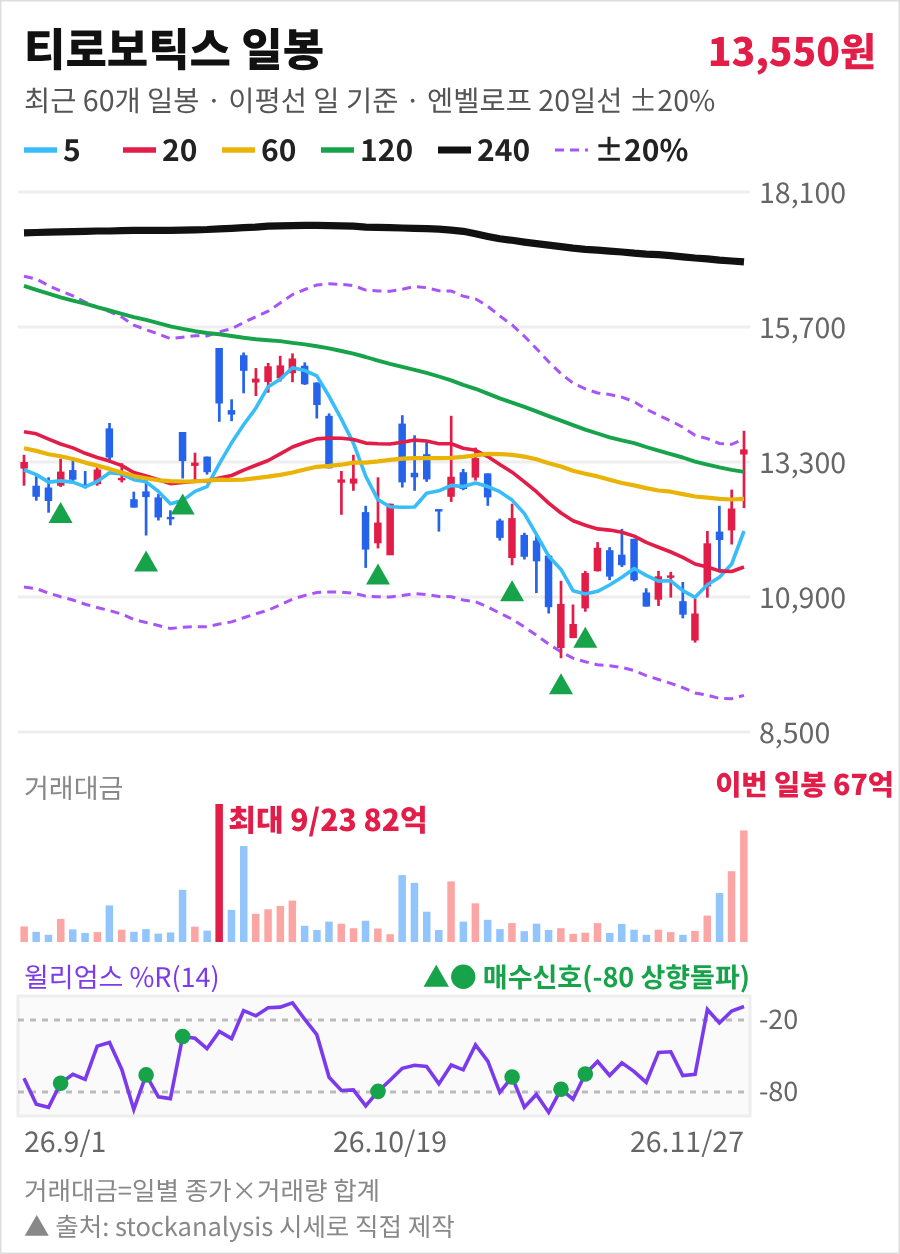 티로보틱스 일봉
13,550원
최근 60개 일봉 · 이평선 일 기준 · 엔벨로프 20일선 ±20%
5 20 60 120 240 ±20%
18,100
15,700
13,300
10,900
8,500
거래대금
이번 일봉 67억
최대 9/23 82억
윌리엄스 %R(14)
▲●매수신호(-80 상향돌파)
-20
-80
26.9/1 26.10/19 26.11/27
거래대금=일별 종가×거래량 합계
▲ 출처: stockanalysis 시세로 직접 제작